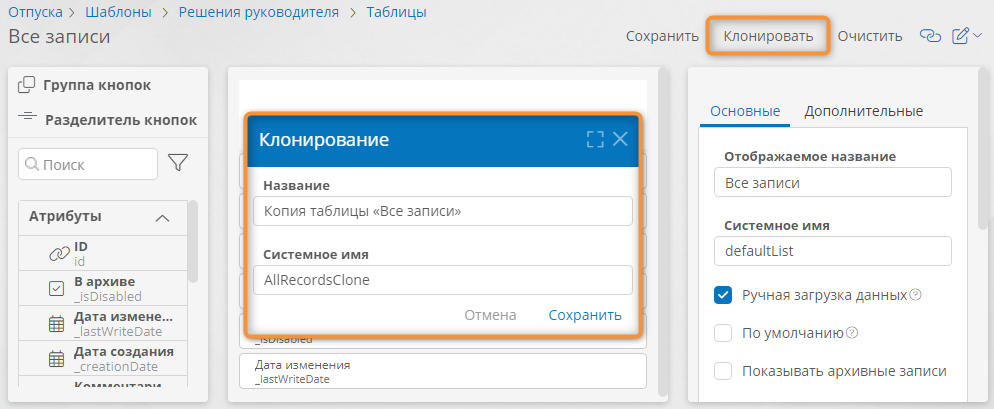 Отпуска > Шаблоны > Решения руководителя > Таблицы
Все записи
Сохранить Клонировать Очистить
Группа кнопок
Разделитель кнопок
Поиск
Атрибуты
ID
id
В архиве
_isDisabled
Дата измене...
_lastWriteDate
Дата создания
_creationDate
Клонирование
Название
Копия таблицы «Все записи»
Системное имя
AllRecordsClone
Отмена Сохранить
_isDisabled
Дата изменения
_lastWriteDate
Основные Дополнительные
Отображаемое название
Все записи
Системное имя
defaultList
Ручная загрузка данных
По умолчанию
Показывать архивные записи